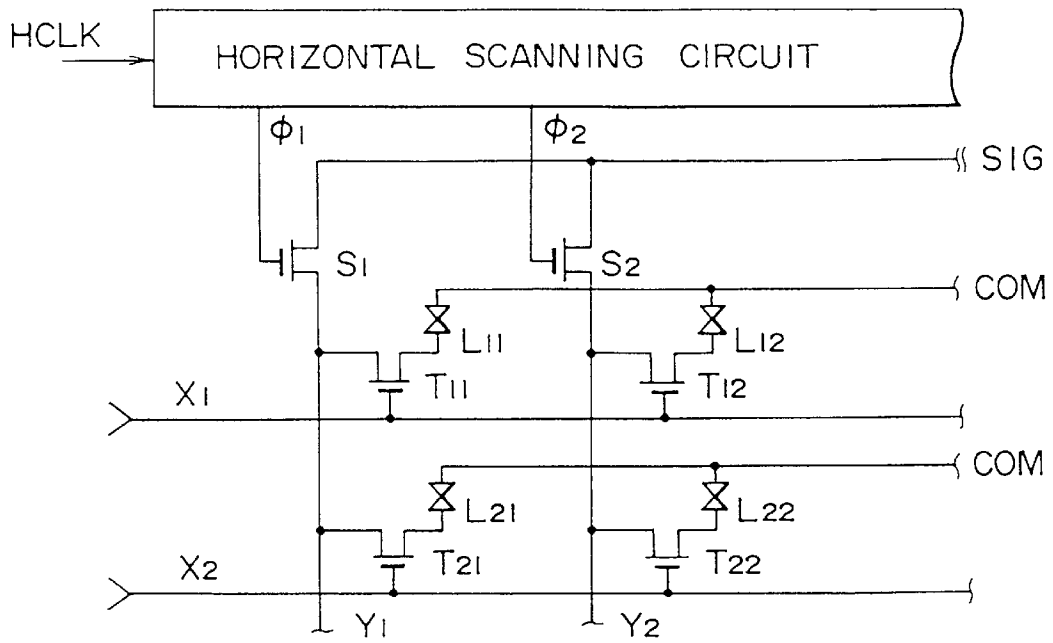 HCLK
HORIZONTAL SCANNING CIRCUIT
ϕ1
ϕ2
SIG
S1
S2
COM
L11
L12
T11
T12
X1
COM
L21
L22
T21
T22
X2
Y1
Y2